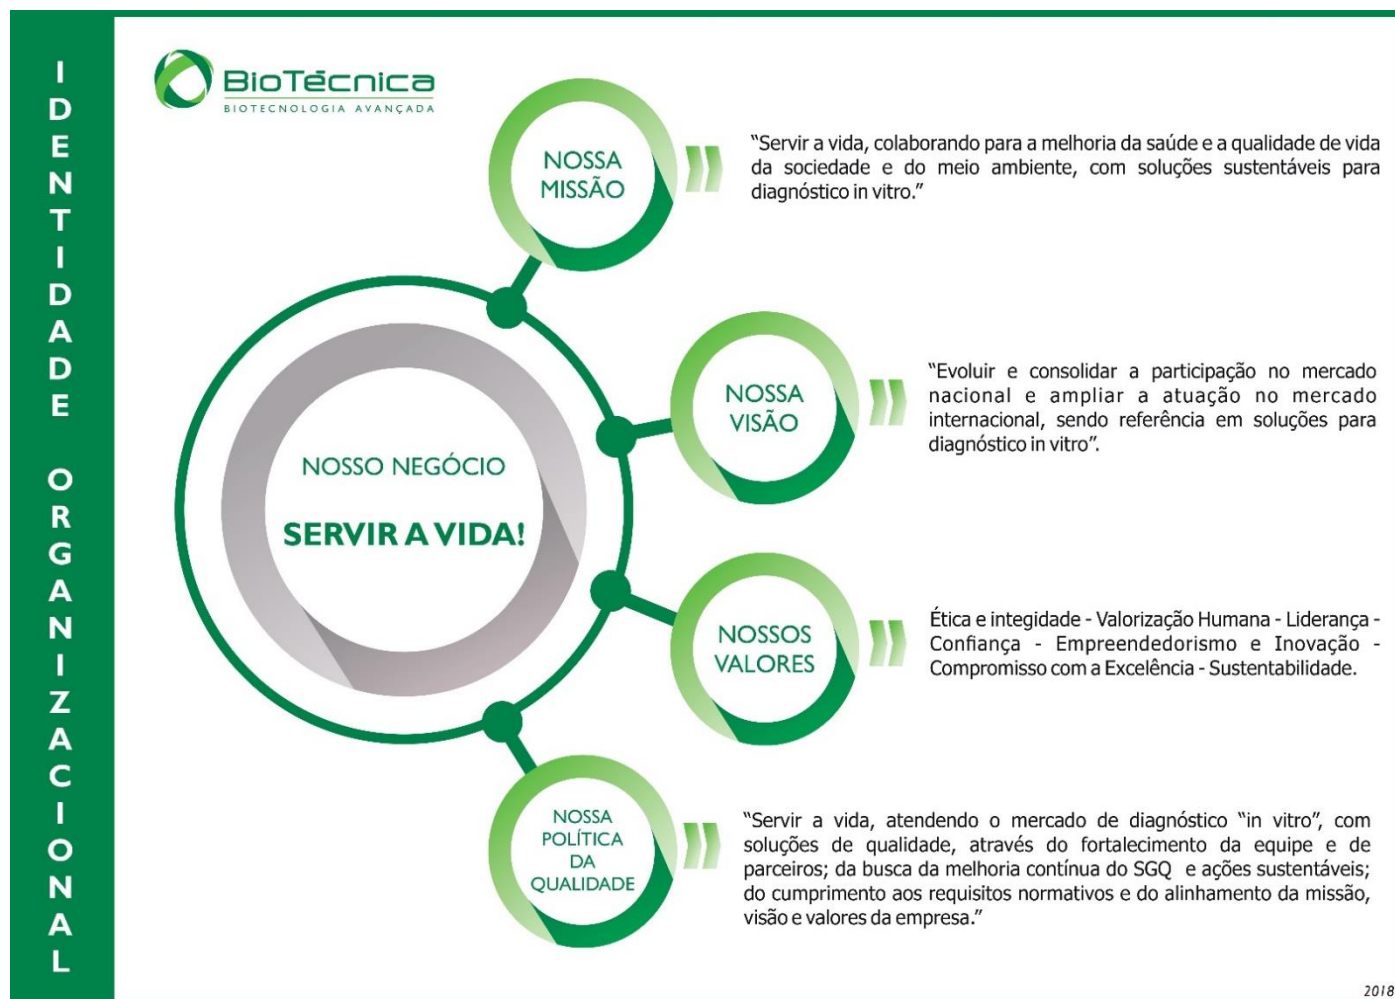 IDENTIDADE ORGANIZACIONAL
BioTécnica
BIOTECNOLOGIA AVANÇADA
NOSSA
MISSÃO
“Servir a vida, colaborando para a melhoria da saúde e a qualidade de vida
da sociedade e do meio ambiente, com soluções sustentáveis para
diagnóstico in vitro.”
NOSSA
VISÃO
“Evoluir e consolidar a participação no mercado
nacional e ampliar a atuação no mercado
internacional, sendo referência em soluções para
diagnóstico in vitro”.
NOSSO NEGÓCIO
SERVIR A VIDA!
NOSSOS
VALORES
Ética e integidade - Valorização Humana - Liderança -
Confiança - Empreendedorismo e Inovação -
Compromisso com a Excelência - Sustentabilidade.
NOSSA
POLÍTICA
DA
QUALIDADE
“Servir a vida, atendendo o mercado de diagnóstico “in vitro”, com
soluções de qualidade, através do fortalecimento da equipe e de
parceiros; da busca da melhoria contínua do SGQ e ações sustentáveis;
do cumprimento aos requisitos normativos e do alinhamento da missão,
visão e valores da empresa.”
2018